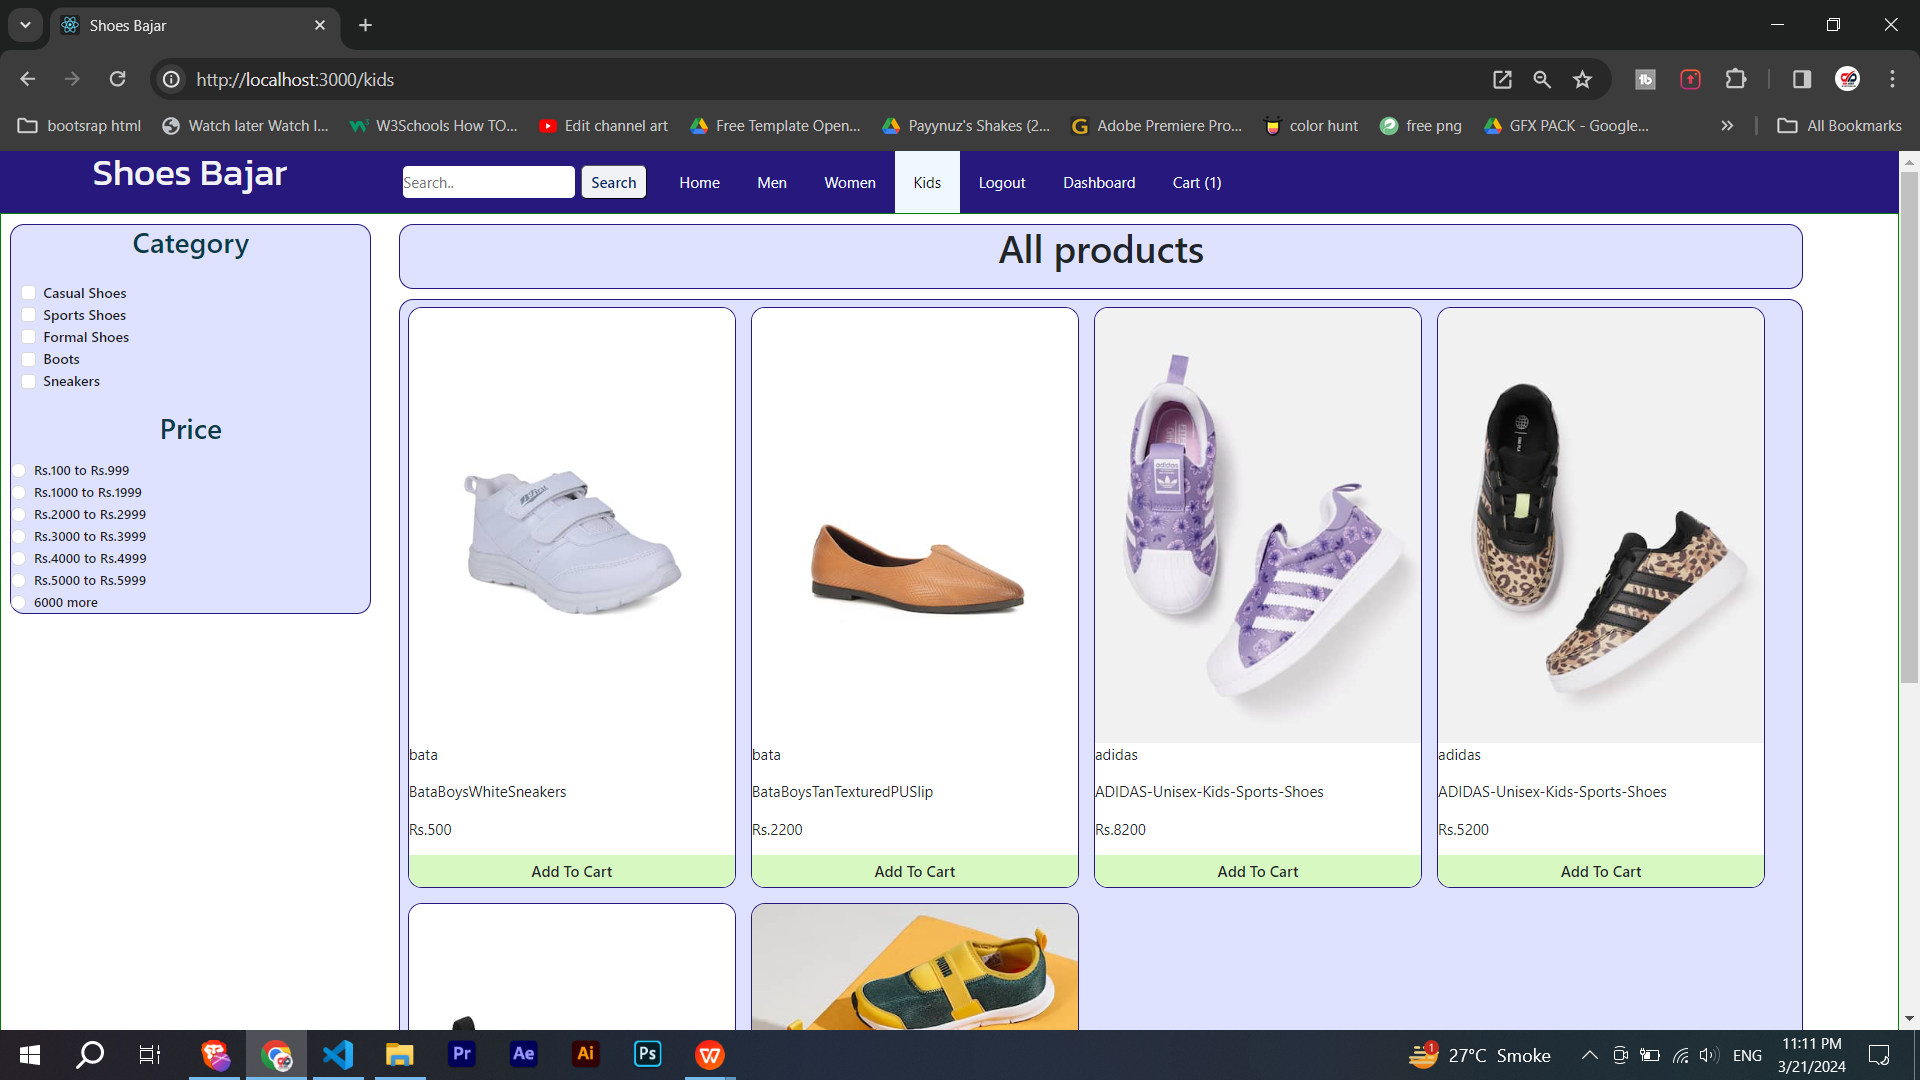 Shoes Bajar
http://localhost:3000/kids
bootsrap html
Watch later Watch l...
W3Schools How TO...
Edit channel art
Free Template Open...
Payynuz's Shakes (2...
Adobe Premiere Pro...
color hunt
free png
GFX PACK - Google...
All Bookmarks
Shoes Bajar
Search..
Search
Home
Men
Women
Kids
Logout
Dashboard
Cart (1)
Category
Casual Shoes
Sports Shoes
Formal Shoes
Boots
Sneakers
Price
Rs.100 to Rs.999
Rs.1000 to Rs.1999
Rs.2000 to Rs.2999
Rs.3000 to Rs.3999
Rs.4000 to Rs.4999
Rs.5000 to Rs.5999
6000 more
All products
bata
BataBoysWhiteSneakers
Rs.500
Add To Cart
bata
BataBoysTanTexturedPUSlip
Rs.2200
Add To Cart
adidas
adidas
ADIDAS-Unisex-Kids-Sports-Shoes
Rs.8200
Add To Cart
adidas
ADIDAS-Unisex-Kids-Sports-Shoes
Rs.5200
Add To Cart
PUMA
Pr
Ae
Ai
Ps
1
27°C Smoke
ENG
11:11 PM
3/21/2024